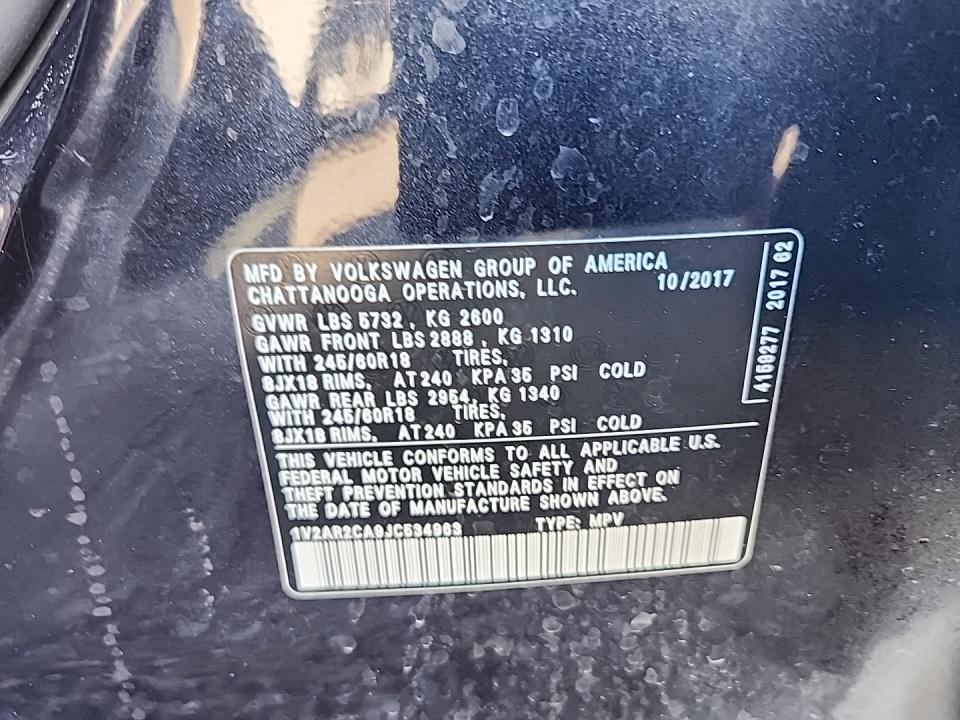 MFD BY VOLKSWAGEN GROUP OF AMERICA
CHATTANOOGA OPERATIONS, LLC. 10/2017
GVWR LBS 5732 , KG 2600
GAWR FRONT LBS 2888 , KG 1310
WITH 245/60R18 TIRES,
8JX18 RIMS, AT 240 KPA 35 PSI COLD
GAWR REAR LBS 2954, KG 1340
WITH 245/60R18 TIRES,
8JX18 RIMS, AT 240 KPA 35 PSI COLD
THIS VEHICLE CONFORMS TO ALL APPLICABLE U.S.
FEDERAL MOTOR VEHICLE SAFETY AND
THEFT PREVENTION STANDARDS IN EFFECT ON
THE DATE OF MANUFACTURE SHOWN ABOVE.
1V2AR2CA0JC534963 TYPE: MPV
4159277 2017 62